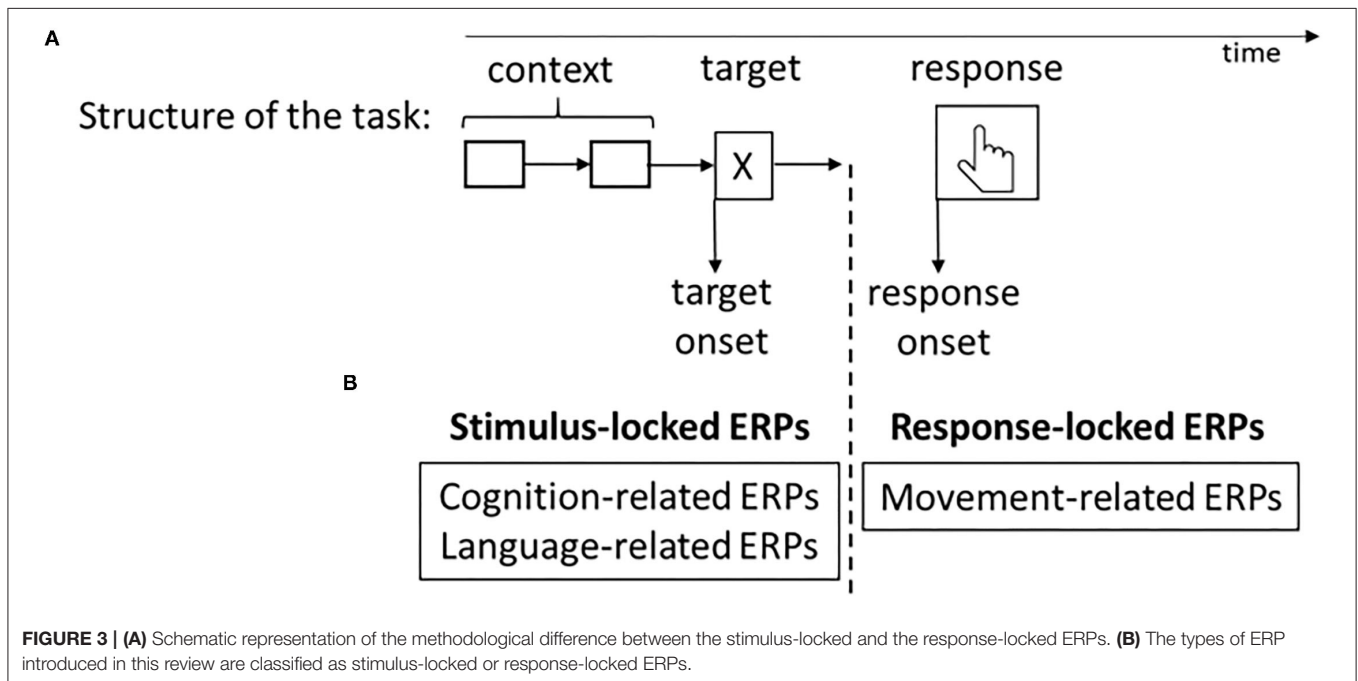 A
time
context target response
Structure of the task:
X
target onset
response onset
B
Stimulus-locked ERPs
Response-locked ERPs
Cognition-related ERPs
Language-related ERPs
Movement-related ERPs
FIGURE 3 | (A) Schematic representation of the methodological difference between the stimulus-locked and the response-locked ERPs. (B) The types of ERP
introduced in this review are classified as stimulus-locked or response-locked ERPs.